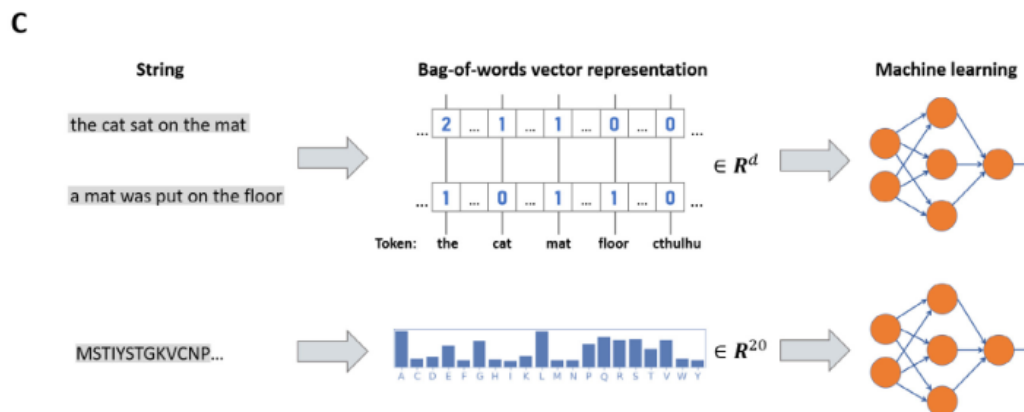 C
String
Bag-of-words vector representation
Machine learning
the cat sat on the mat
... 2 ... 1 ... 1 ... 0 ... 0 ...
∈ R^d
a mat was put on the floor
... 1 ... 0 ... 1 ... 1 ... 0 ...
Token: the cat mat floor cthulhu
MSTIYSTGKVCNP...
∈ R^20
A C D E F G H I K L M N P Q R S T V W Y